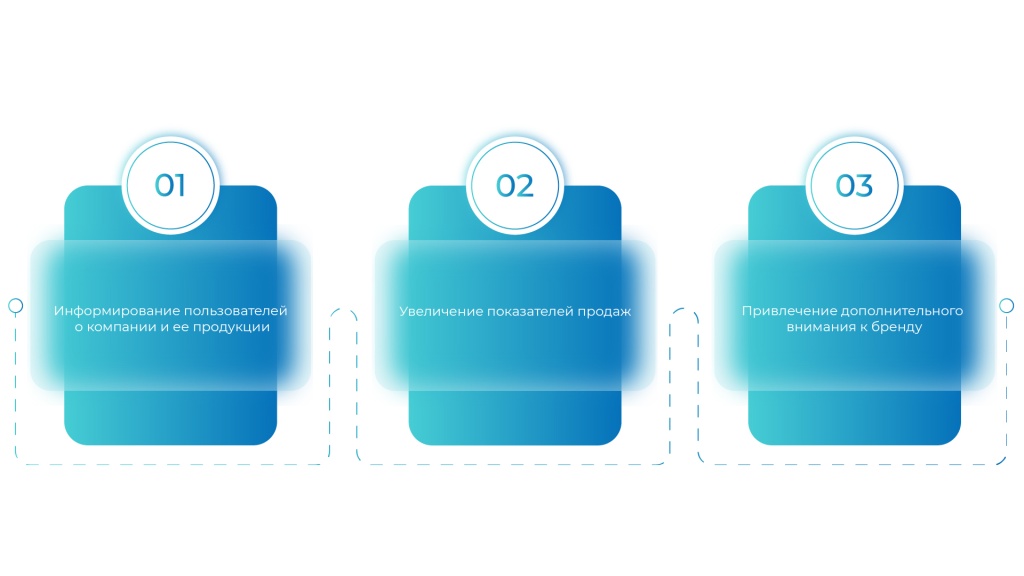 01
Информирование пользователей
о компании и ее продукции
02
Увеличение показателей продаж
03
Привлечение дополнительного
внимания к бренду